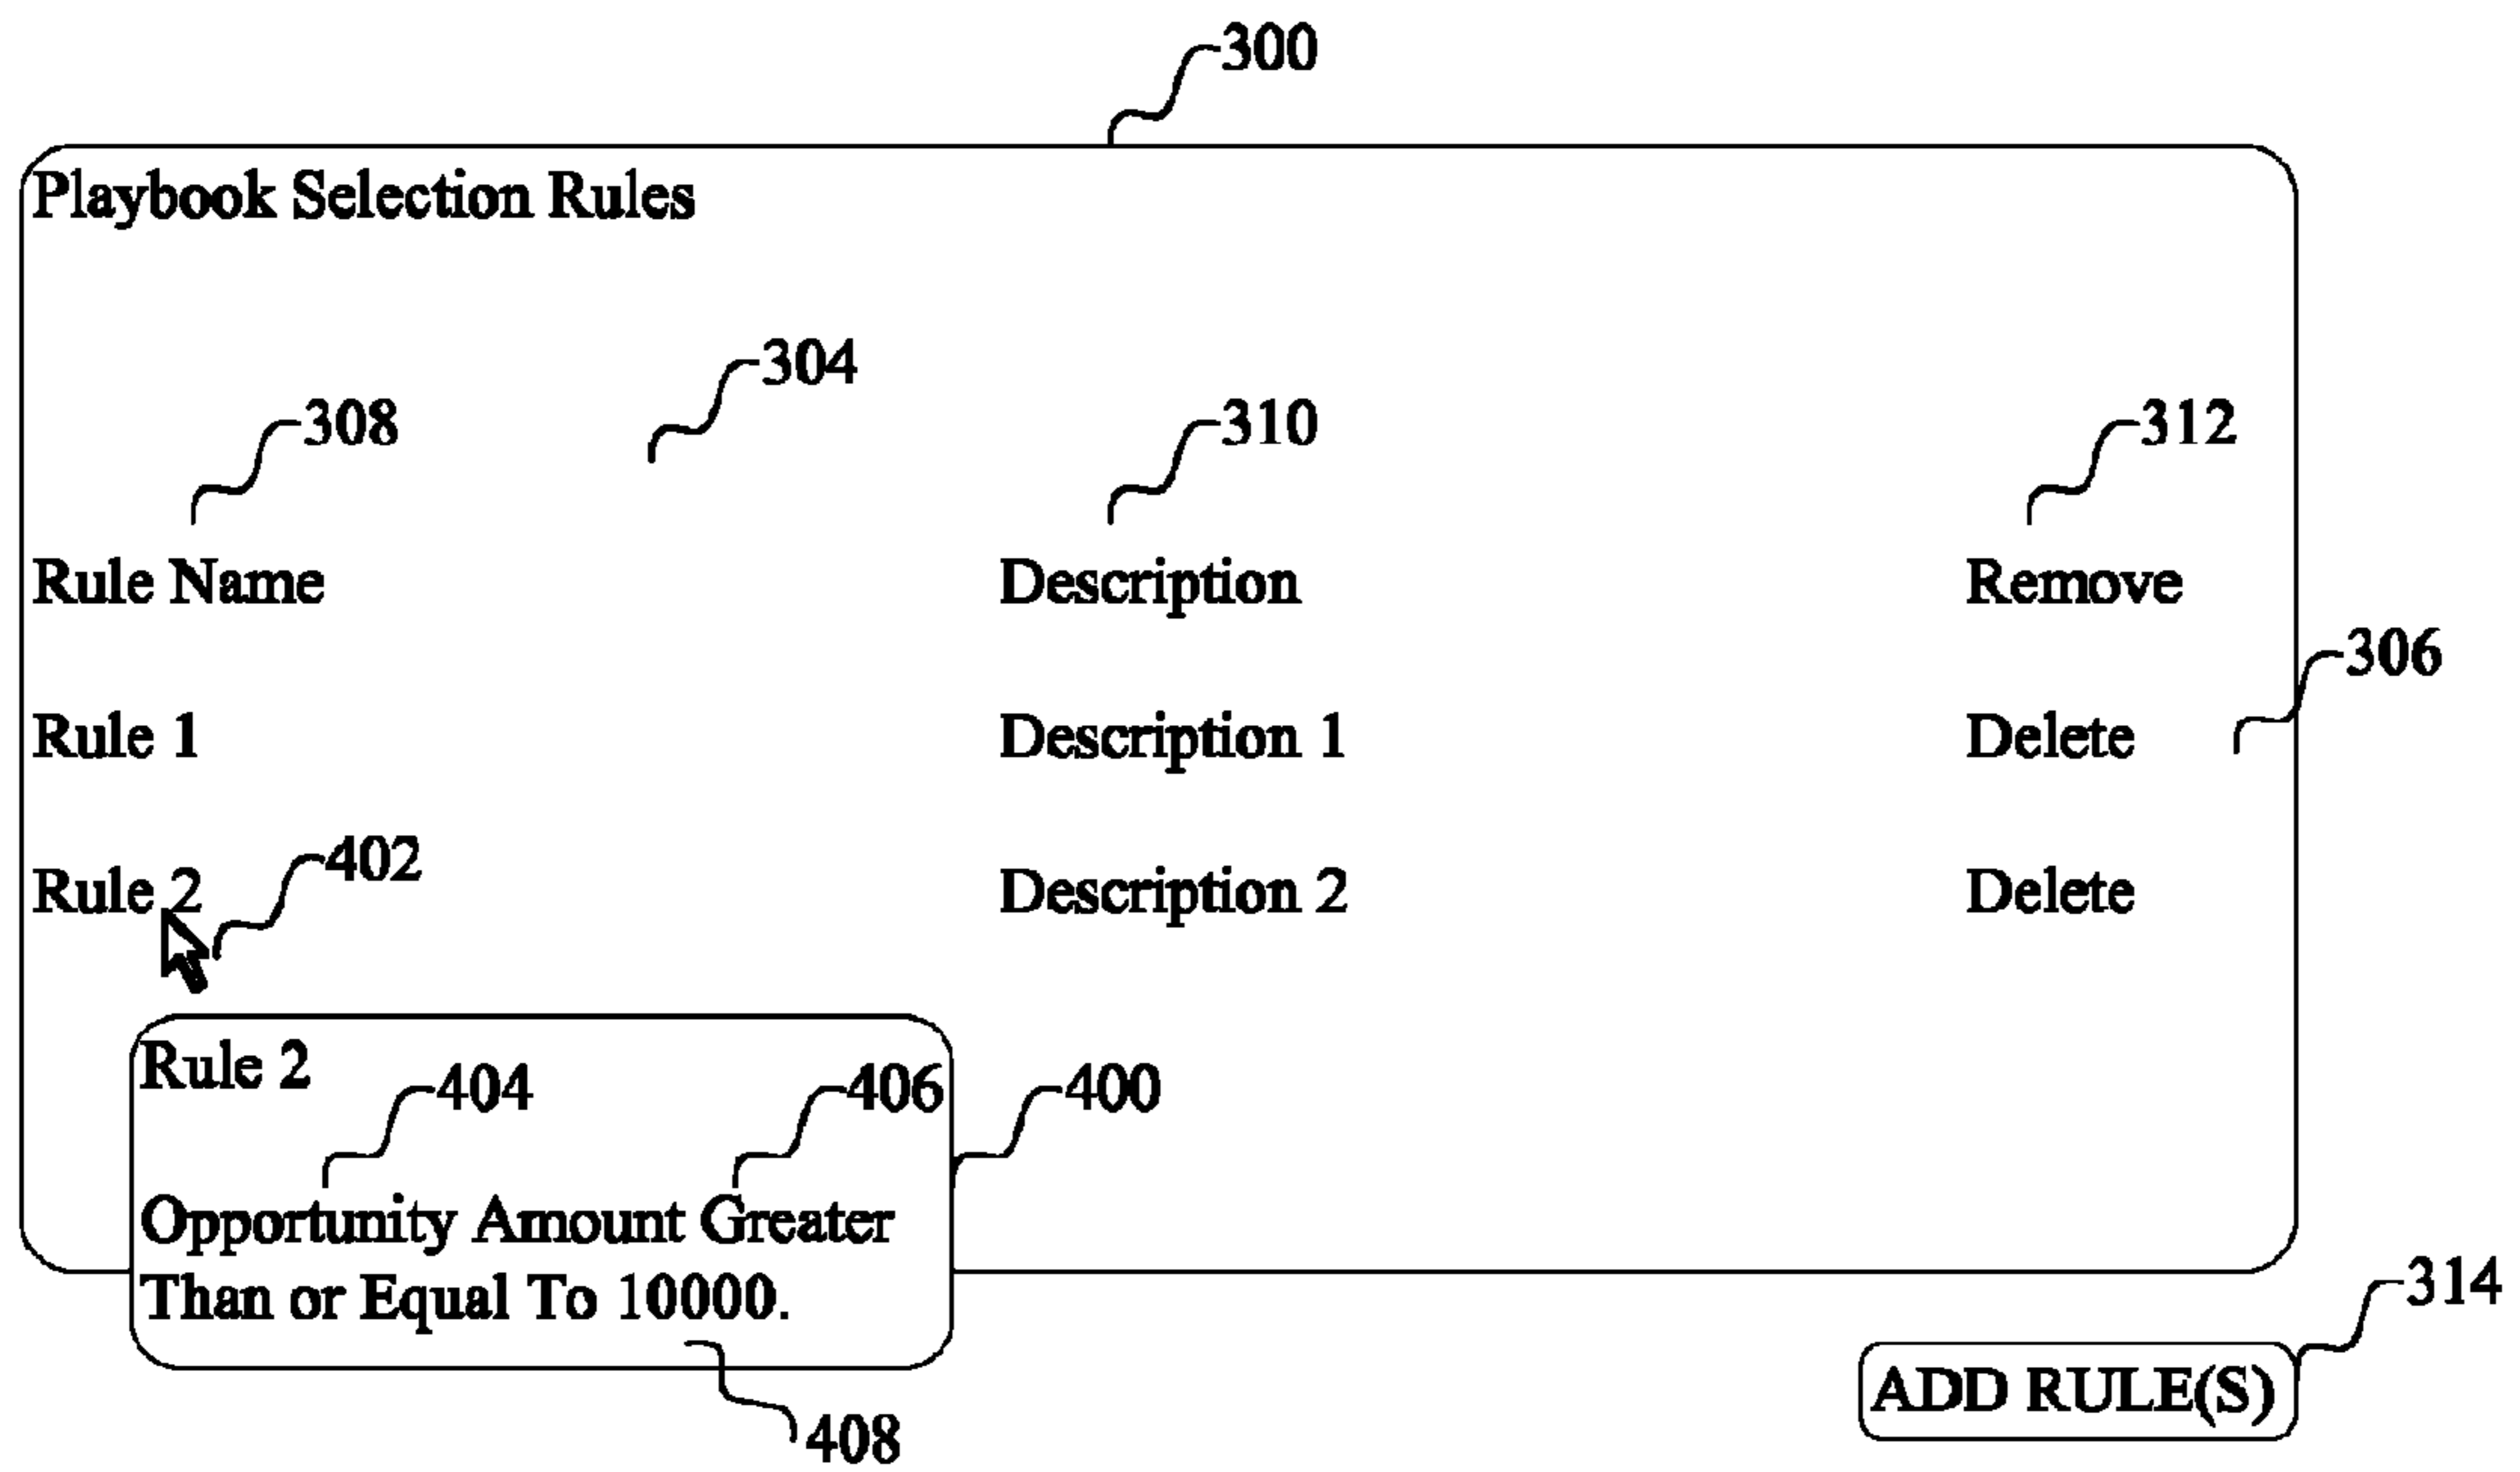 300
Playbook Selection Rules
304
308 310 312
Rule Name Description Remove
306
Rule 1 Description 1 Delete
402
Rule 2 Description 2 Delete
Rule 2
404 406 400
Opportunity Amount Greater
Than or Equal To 10000.
314
ADD RULE(S)
408